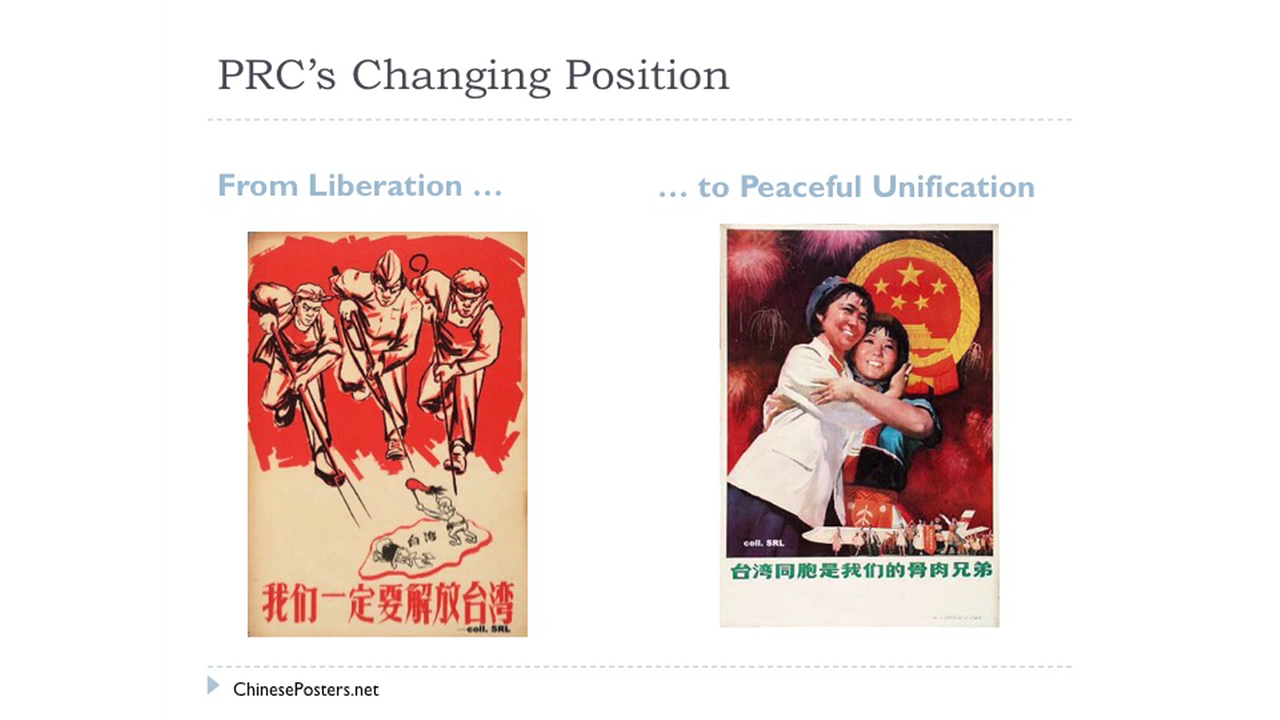 PRC’s Changing Position
From Liberation …
… to Peaceful Unification
台湾
我们一定要解放台湾
coll. SRL
coll. SRL
台湾同胞是我们的骨肉兄弟
ChinesePosters.net